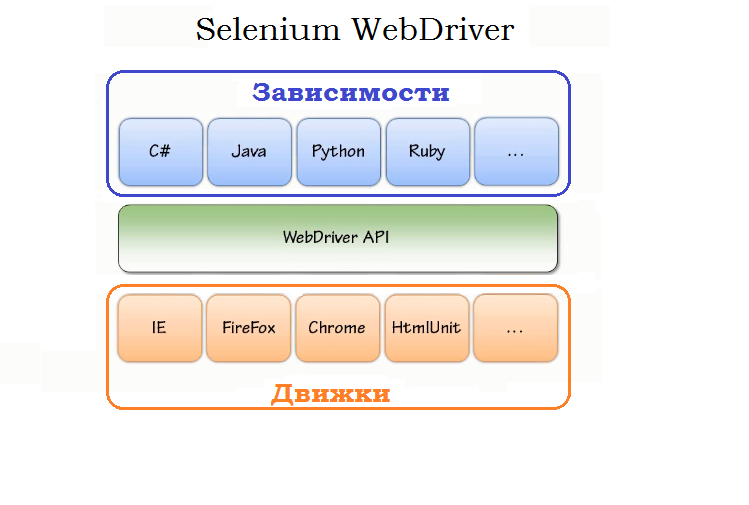 Selenium WebDriver
Зависимости
C# Java Python Ruby ...
WebDriver API
IE FireFox Chrome HtmlUnit ...
Движки